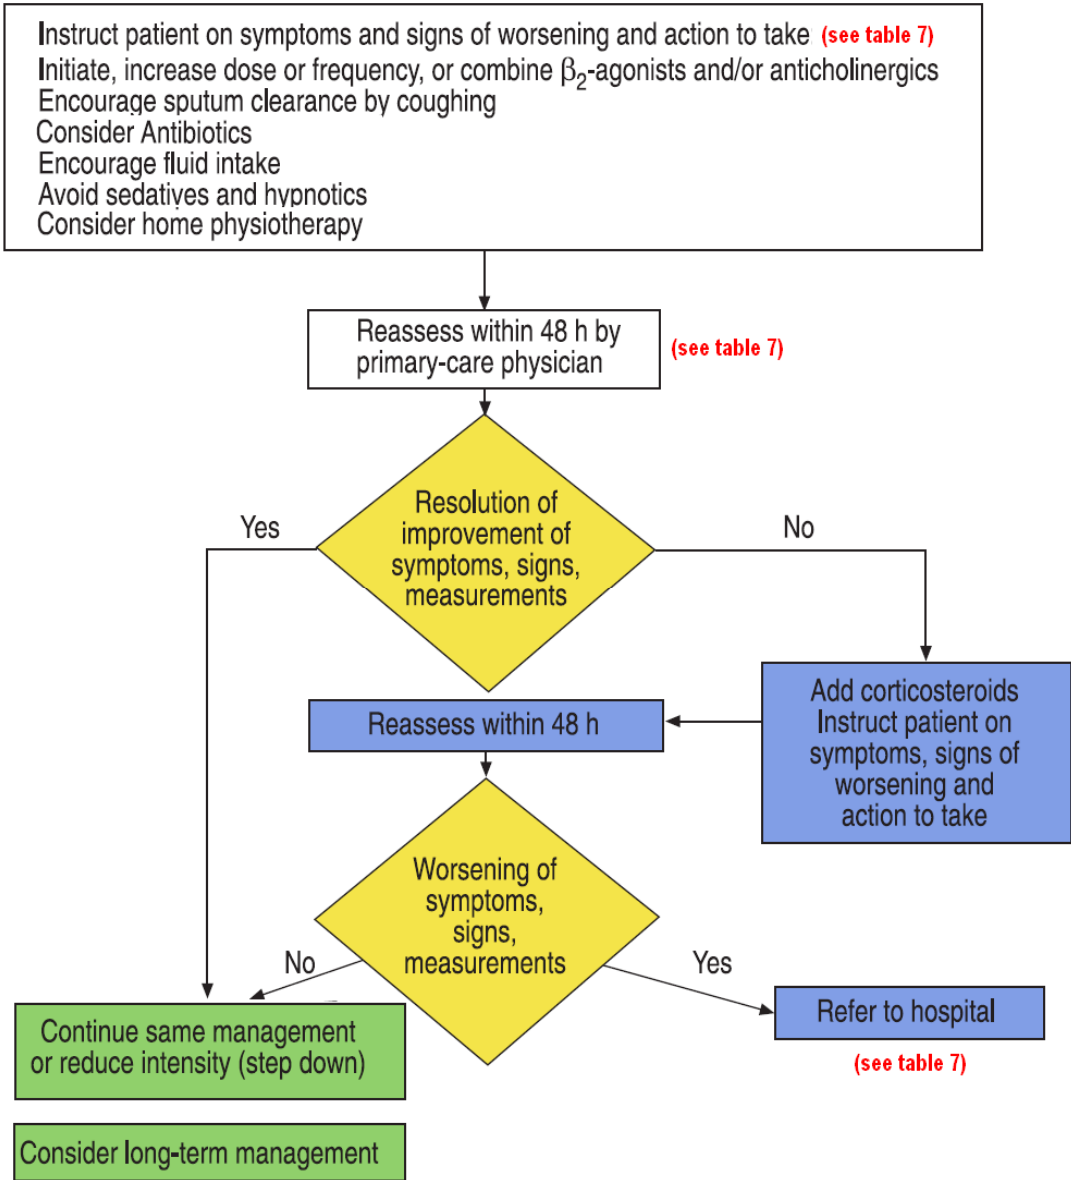 Instruct patient on symptoms and signs of worsening and action to take (see table 7)
Initiate, increase dose or frequency, or combine β₂-agonists and/or anticholinergics
Encourage sputum clearance by coughing
Consider Antibiotics
Encourage fluid intake
Avoid sedatives and hypnotics
Consider home physiotherapy
Reassess within 48 h by
primary-care physician
(see table 7)
Resolution of
improvement of
symptoms, signs,
measurements
Yes
No
Add corticosteroids
Instruct patient on
symptoms, signs of
worsening and
action to take
Reassess within 48 h
Worsening of
symptoms,
signs,
measurements
No
Yes
Continue same management
or reduce intensity (step down)
Refer to hospital
(see table 7)
Consider long-term management